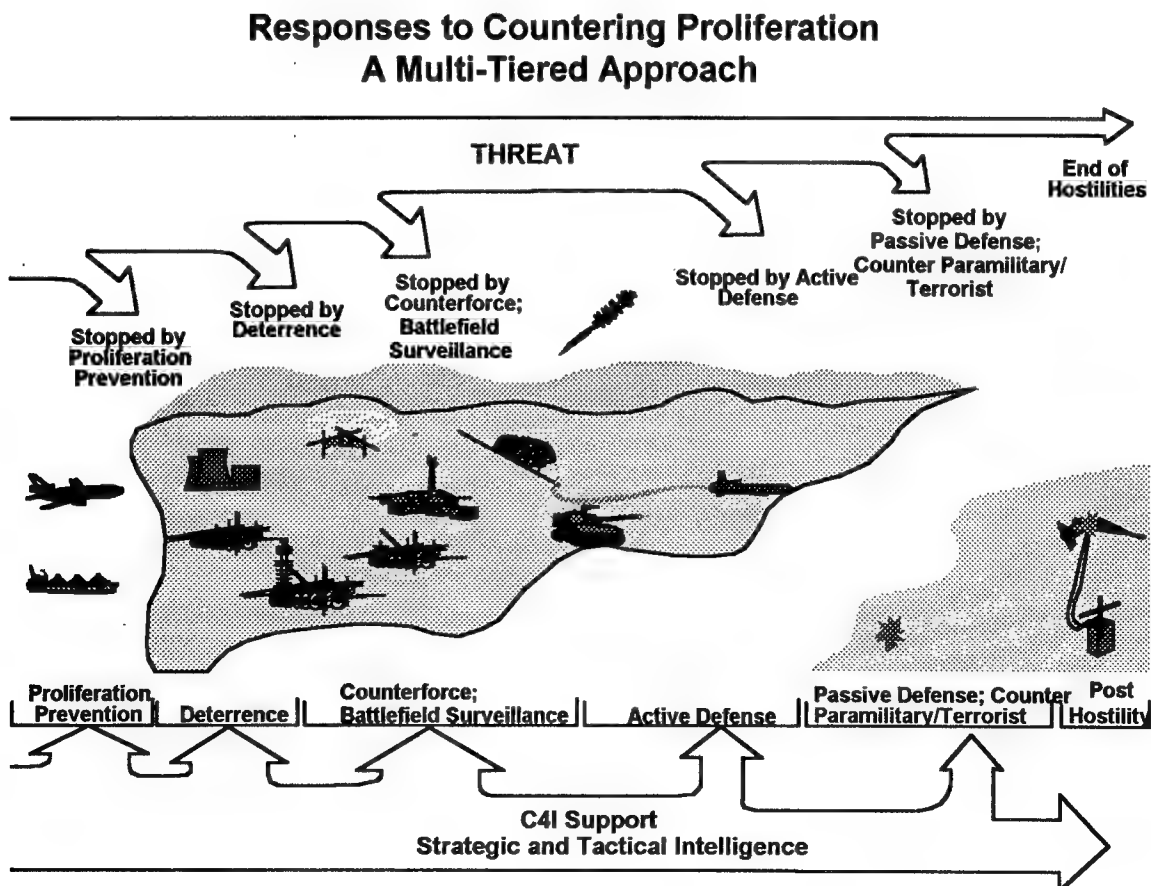 Responses to Countering Proliferation
A Multi-Tiered Approach
THREAT
End of
Hostilities
Stopped by
Passive Defense;
Counter Paramilitary/
Terrorist
Stopped by Active
Defense
Stopped by
Counterforce;
Battlefield
Surveillance
Stopped by
Deterrence
Stopped by
Proliferation
Prevention
Proliferation
Prevention
Deterrence
Counterforce;
Battlefield Surveillance
Active Defense
Passive Defense; Counter
Paramilitary/Terrorist
Post
Hostility
C4I Support
Strategic and Tactical Intelligence